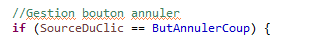 //Gestion bouton annuler
if (SourceDuClic == ButAnnulerCoup) {